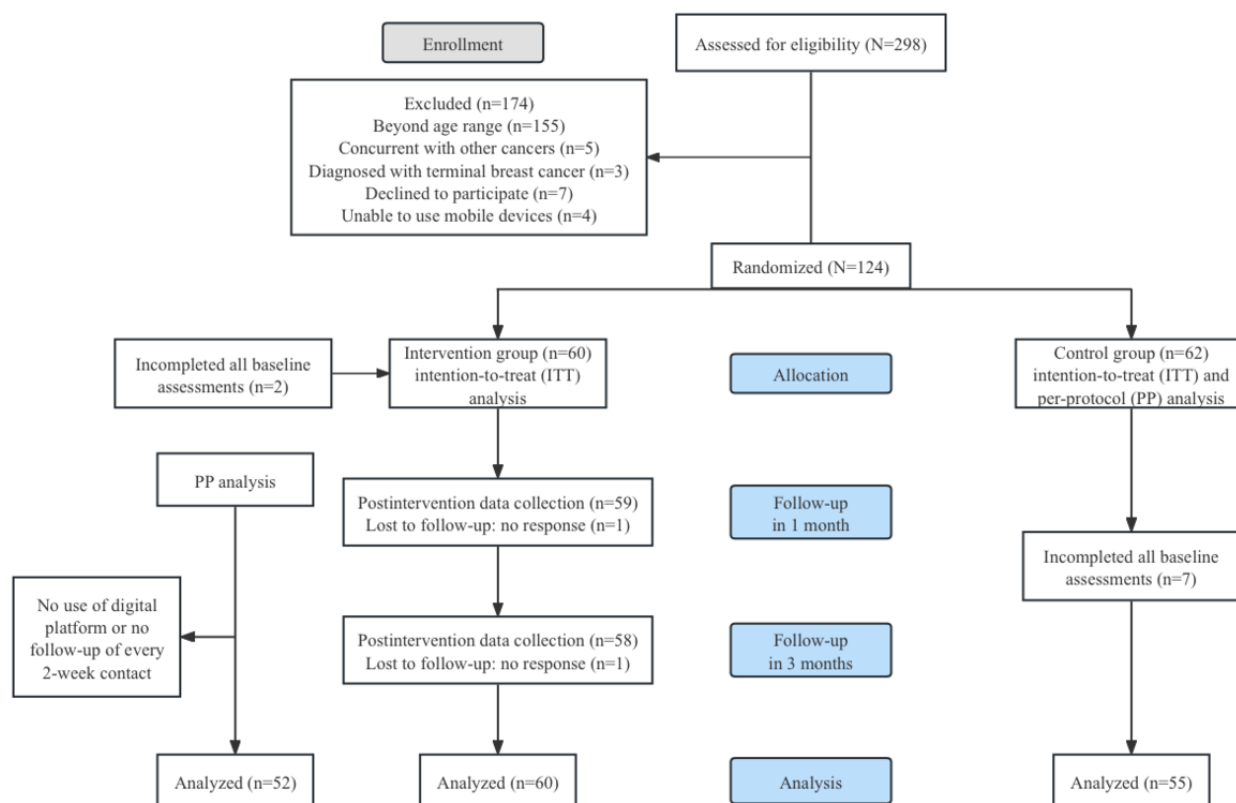 Enrollment
Assessed for eligibility (N=298)
Excluded (n=174)
Beyond age range (n=155)
Concurrent with other cancers (n=5)
Diagnosed with terminal breast cancer (n=3)
Declined to participate (n=7)
Unable to use mobile devices (n=4)
Randomized (N=124)
Incompleted all baseline
assessments (n=2)
Intervention group (n=60)
intention-to-treat (ITT)
analysis
Allocation
Control group (n=62)
intention-to-treat (ITT) and
per-protocol (PP) analysis
PP analysis
Postintervention data collection (n=59)
Lost to follow-up: no response (n=1)
Follow-up
in 1 month
Incompleted all baseline
assessments (n=7)
No use of digital
platform or no
follow-up of every
2-week contact
Postintervention data collection (n=58)
Lost to follow-up: no response (n=1)
Follow-up
in 3 months
Analyzed (n=52)
Analyzed (n=60)
Analysis
Analyzed (n=55)